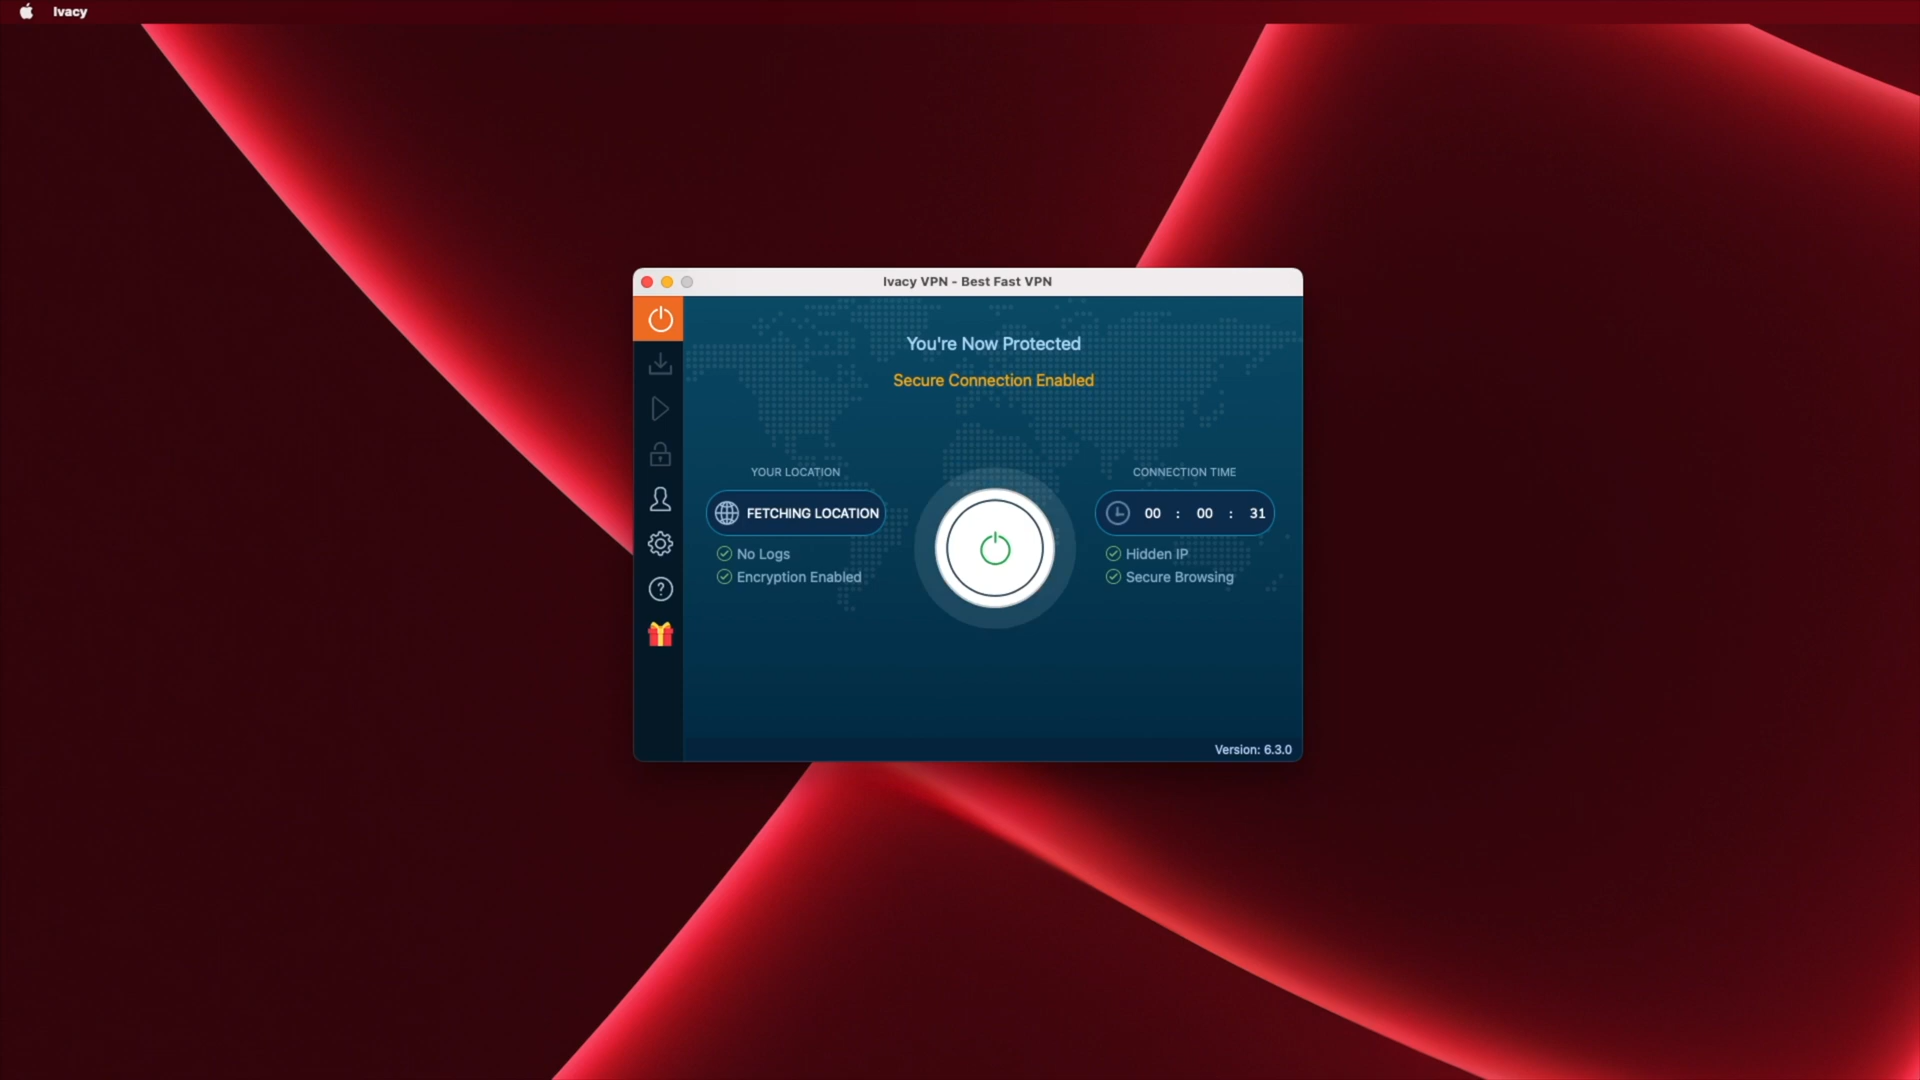 Ivacy
Ivacy VPN - Best Fast VPN
You're Now Protected
Secure Connection Enabled
YOUR LOCATION
FETCHING LOCATION
No Logs
Encryption Enabled
CONNECTION TIME
00 : 00 : 31
Hidden IP
Secure Browsing
?
Version: 6.3.0